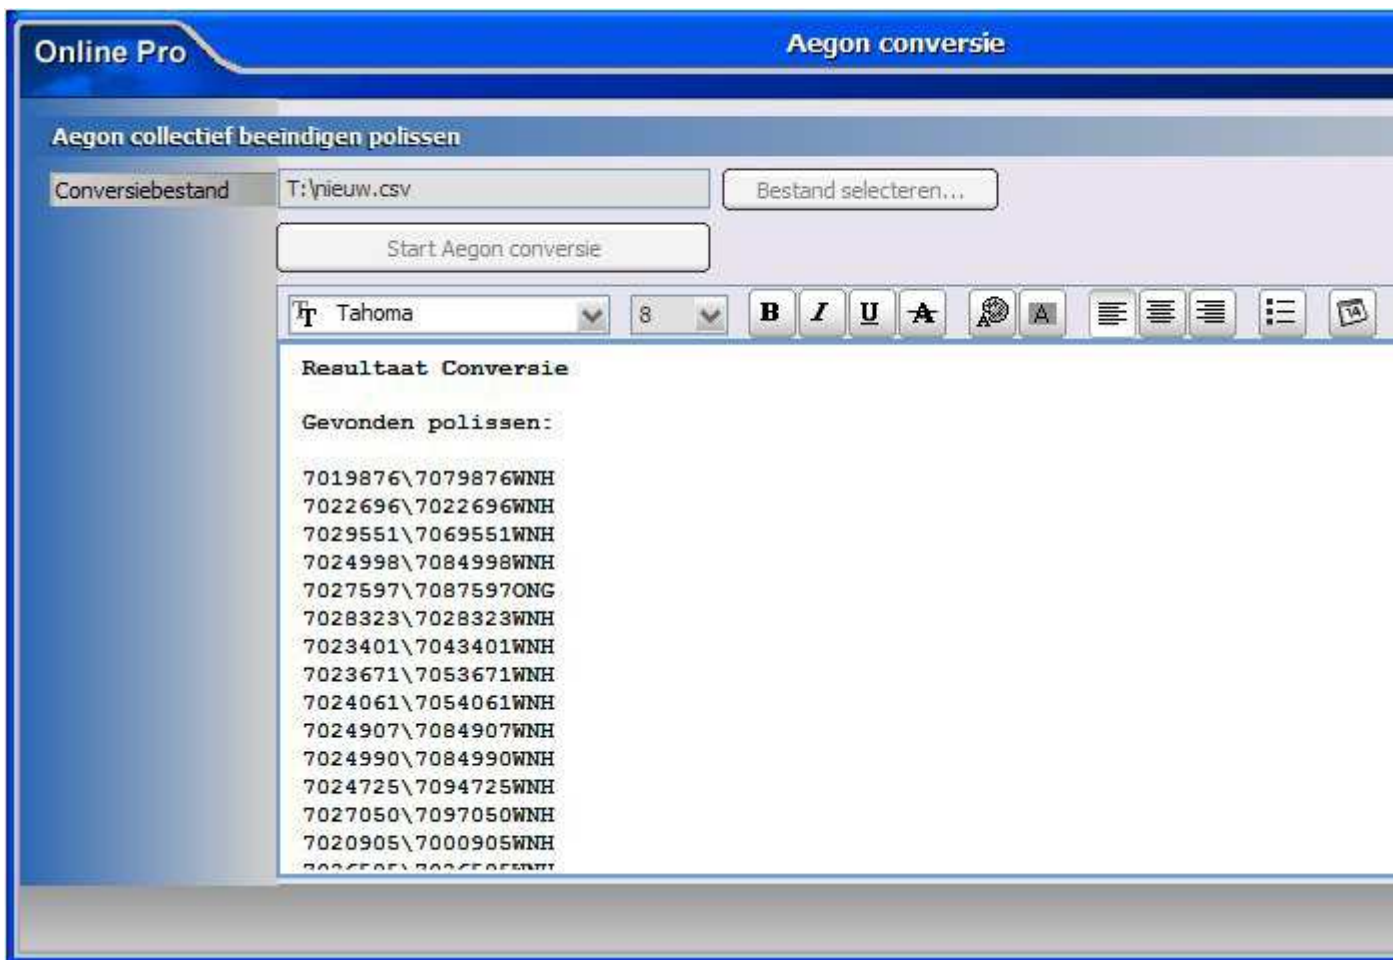 Online Pro
Aegon conversie
Aegon collectief beeindigen polissen
Conversiebestand
T:\nieuw.csv
Bestand selecteren...
Start Aegon conversie
Tahoma
8
B I U A
Resultaat Conversie
Gevonden polissen:
7019876\7079876WNH
7022696\7022696WNH
7029551\7069551WNH
7024998\7084998WNH
7027597\7087597ONG
7028323\7028323WNH
7023401\7043401WNH
7023671\7053671WNH
7024061\7054061WNH
7024907\7084907WNH
7024990\7084990WNH
7024725\7094725WNH
7027050\7097050WNH
7020905\7000905WNH